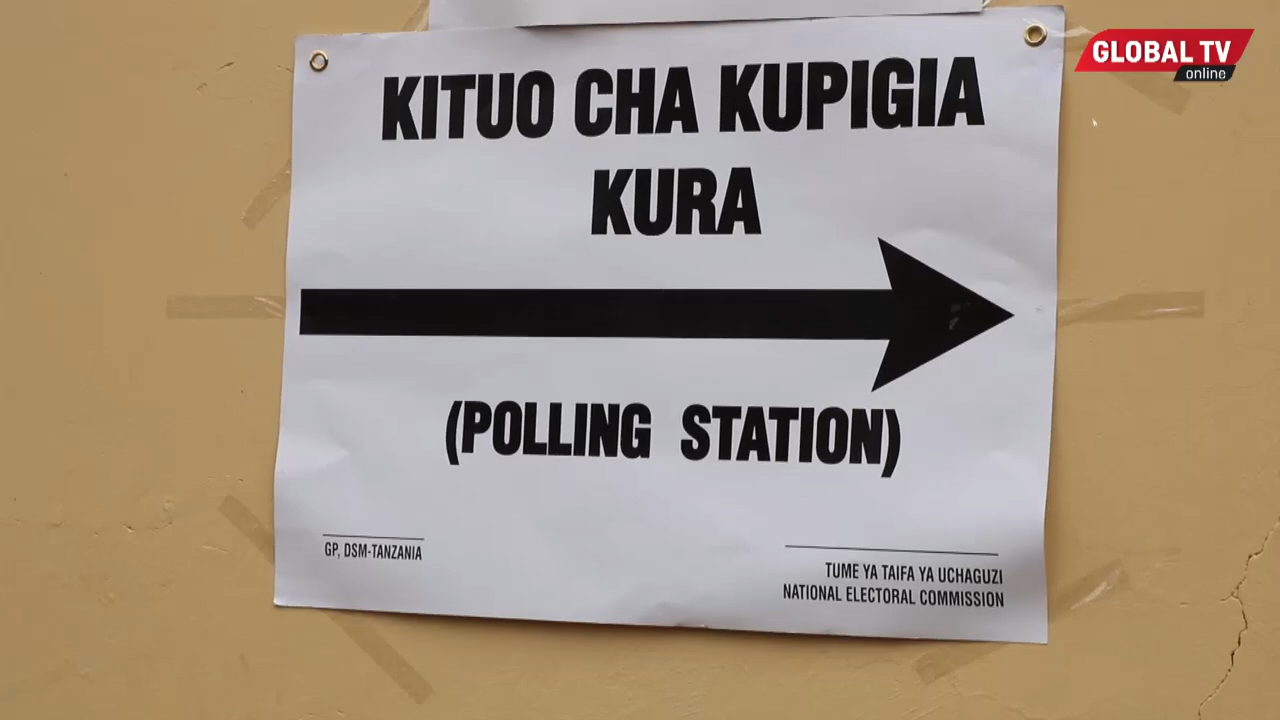 GLOBAL TV
online
KITUO CHA KUPIGIA
KURA
(POLLING STATION)
GP, DSM-TANZANIA
TUME YA TAIFA YA UCHAGUZI
NATIONAL ELECTORAL COMMISSION